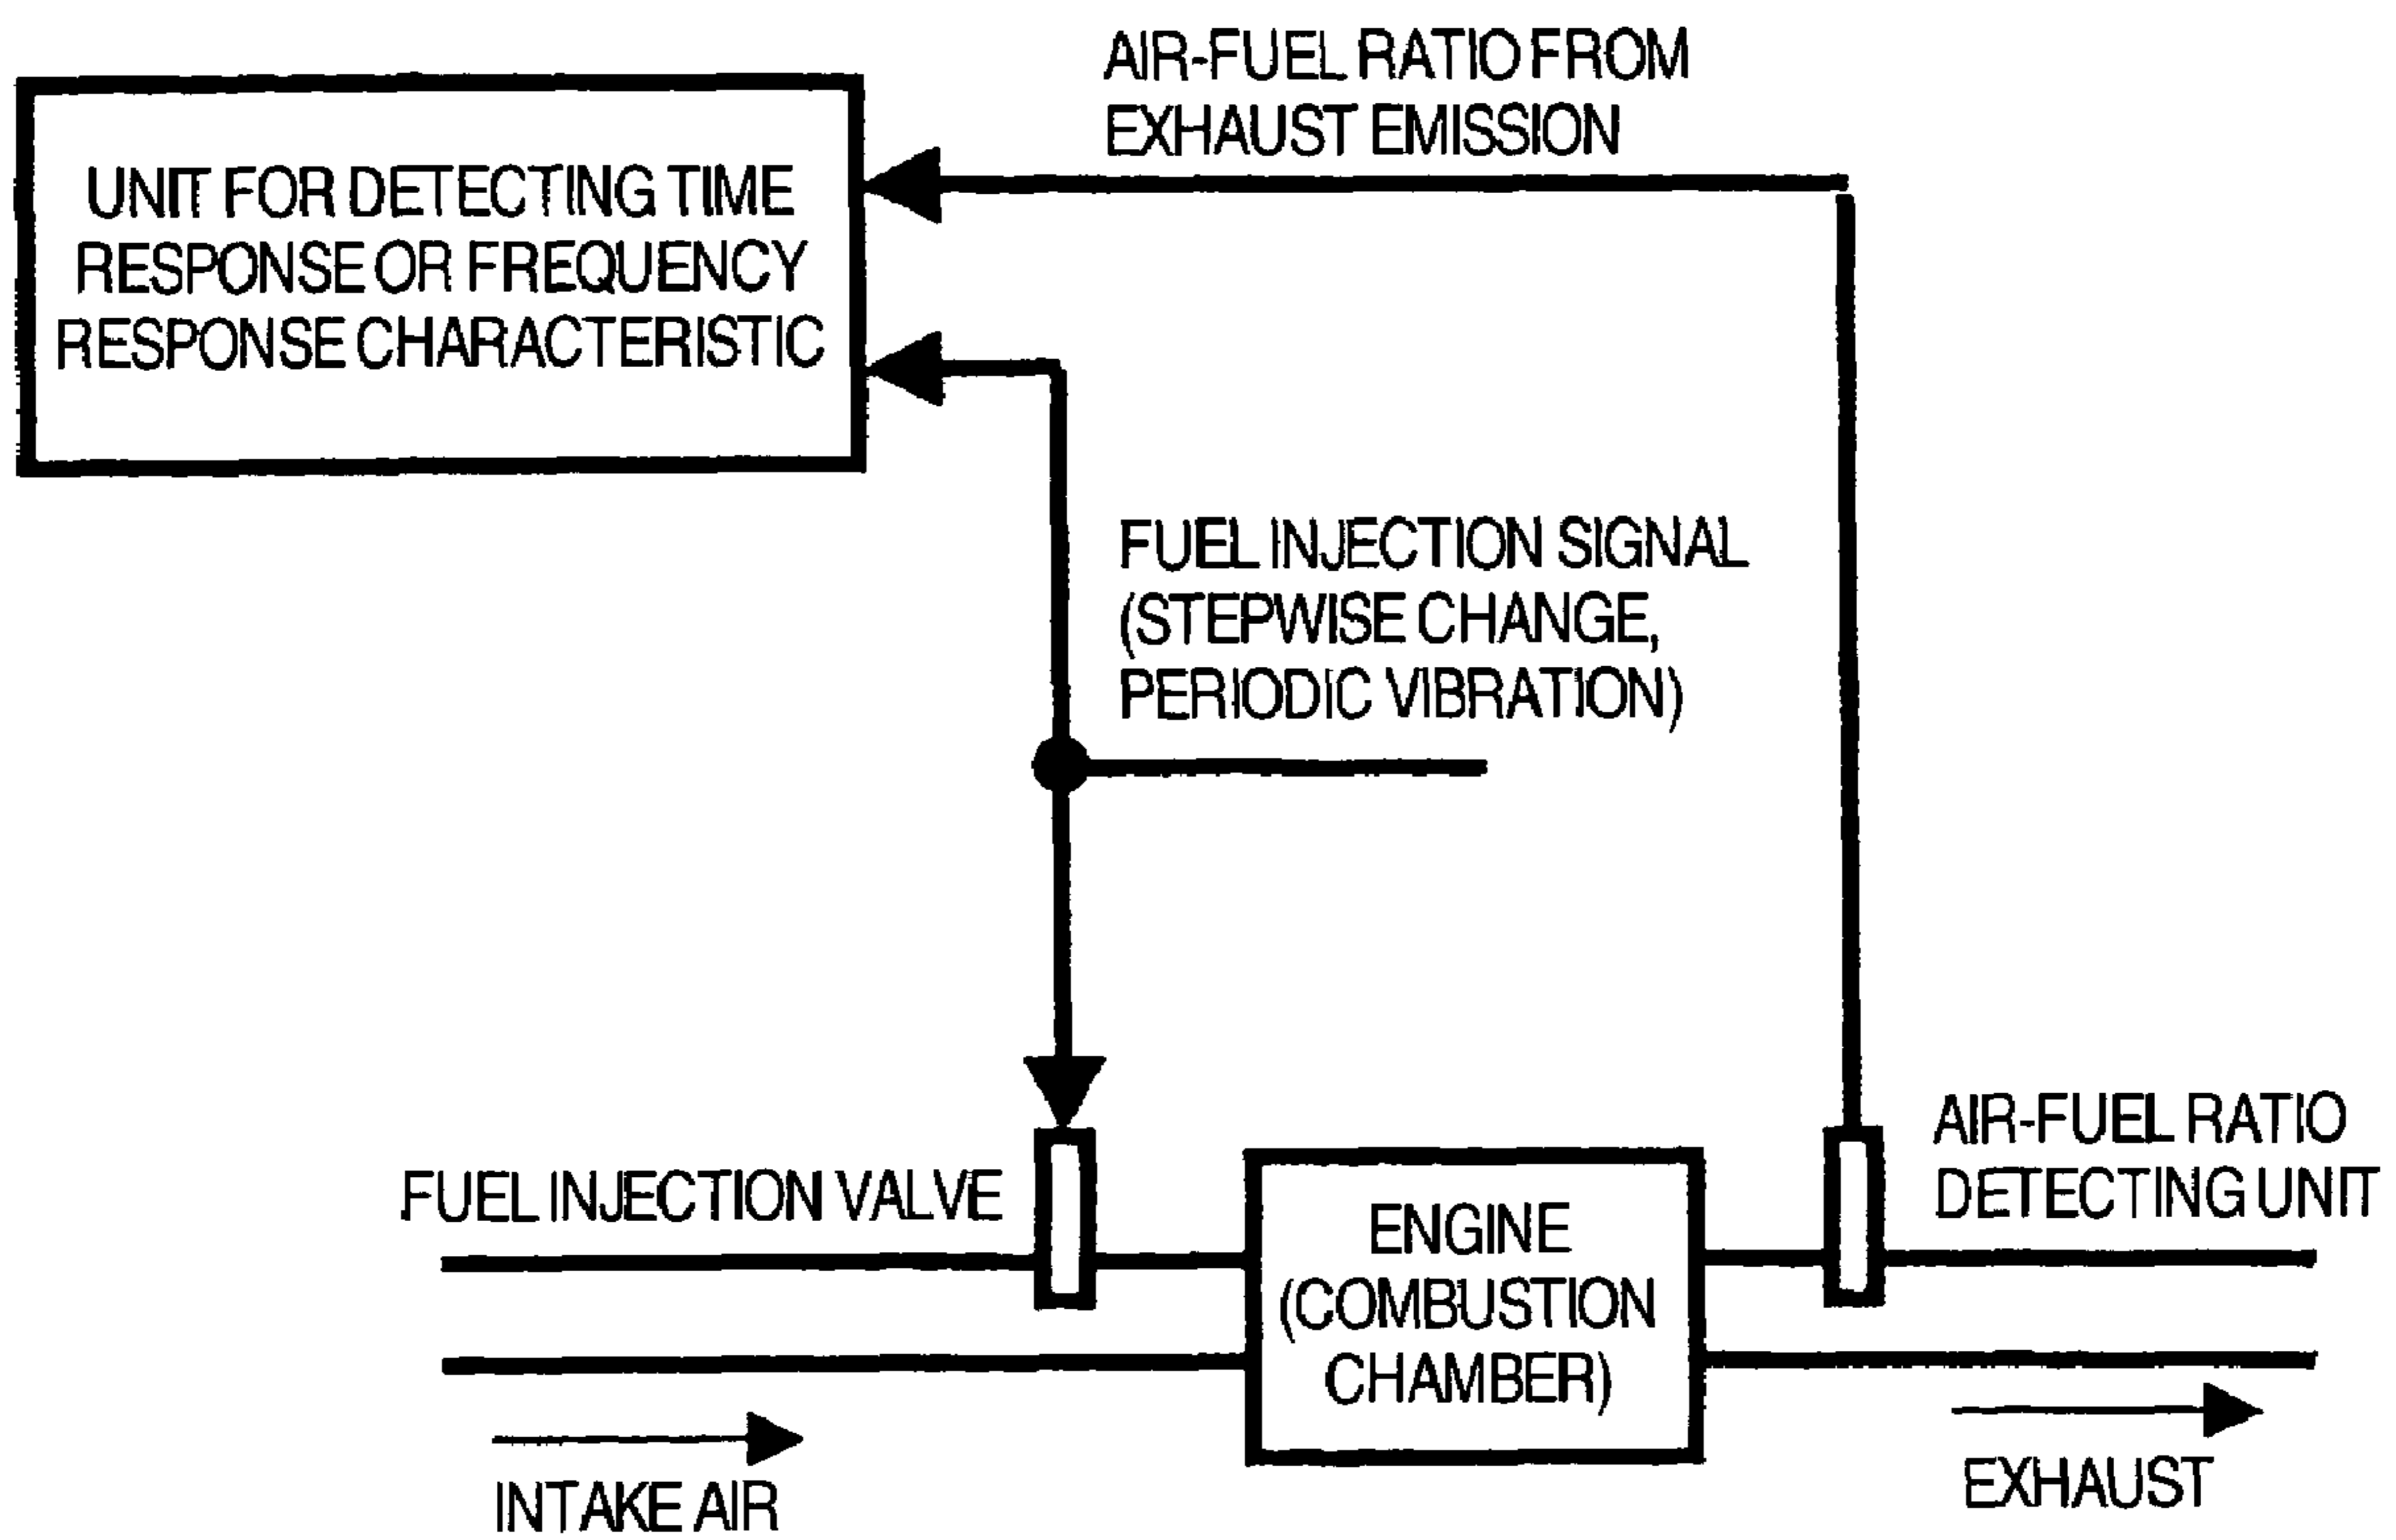 AIR-FUEL RATIO FROM
EXHAUST EMISSION
UNIT FOR DETECTING TIME
RESPONSE OR FREQUENCY
RESPONSE CHARACTERISTIC
FUEL INJECTION SIGNAL
(STEPWISE CHANGE,
PERIODIC VIBRATION)
AIR-FUEL RATIO
DETECTING UNIT
FUEL INJECTION VALVE
ENGINE
(COMBUSTION
CHAMBER)
INTAKE AIR
EXHAUST